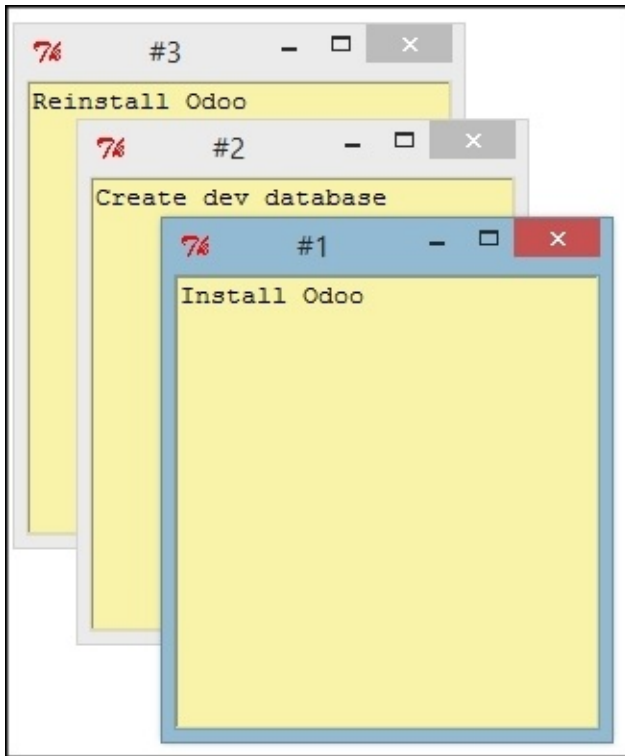 #3
Reinstall Odoo
#2
Create dev database
#1
Install Odoo